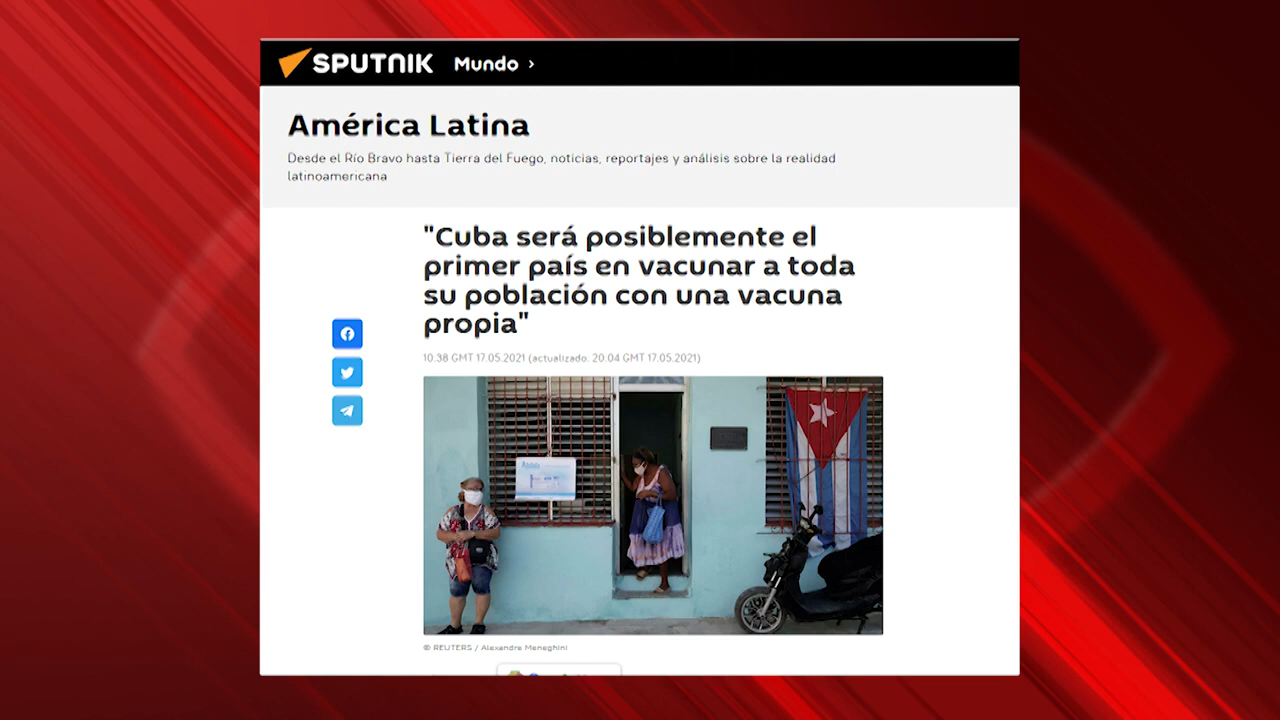 SPUTNIK Mundo ›
América Latina
Desde el Río Bravo hasta Tierra del Fuego, noticias, reportajes y análisis sobre la realidad
latinoamericana
"Cuba será posiblemente el
primer país en vacunar a toda
su población con una vacuna
propia"
10:38 GMT 17.05.2021 (actualizado: 20:04 GMT 17.05.2021)
© REUTERS / Alexandre Meneghini